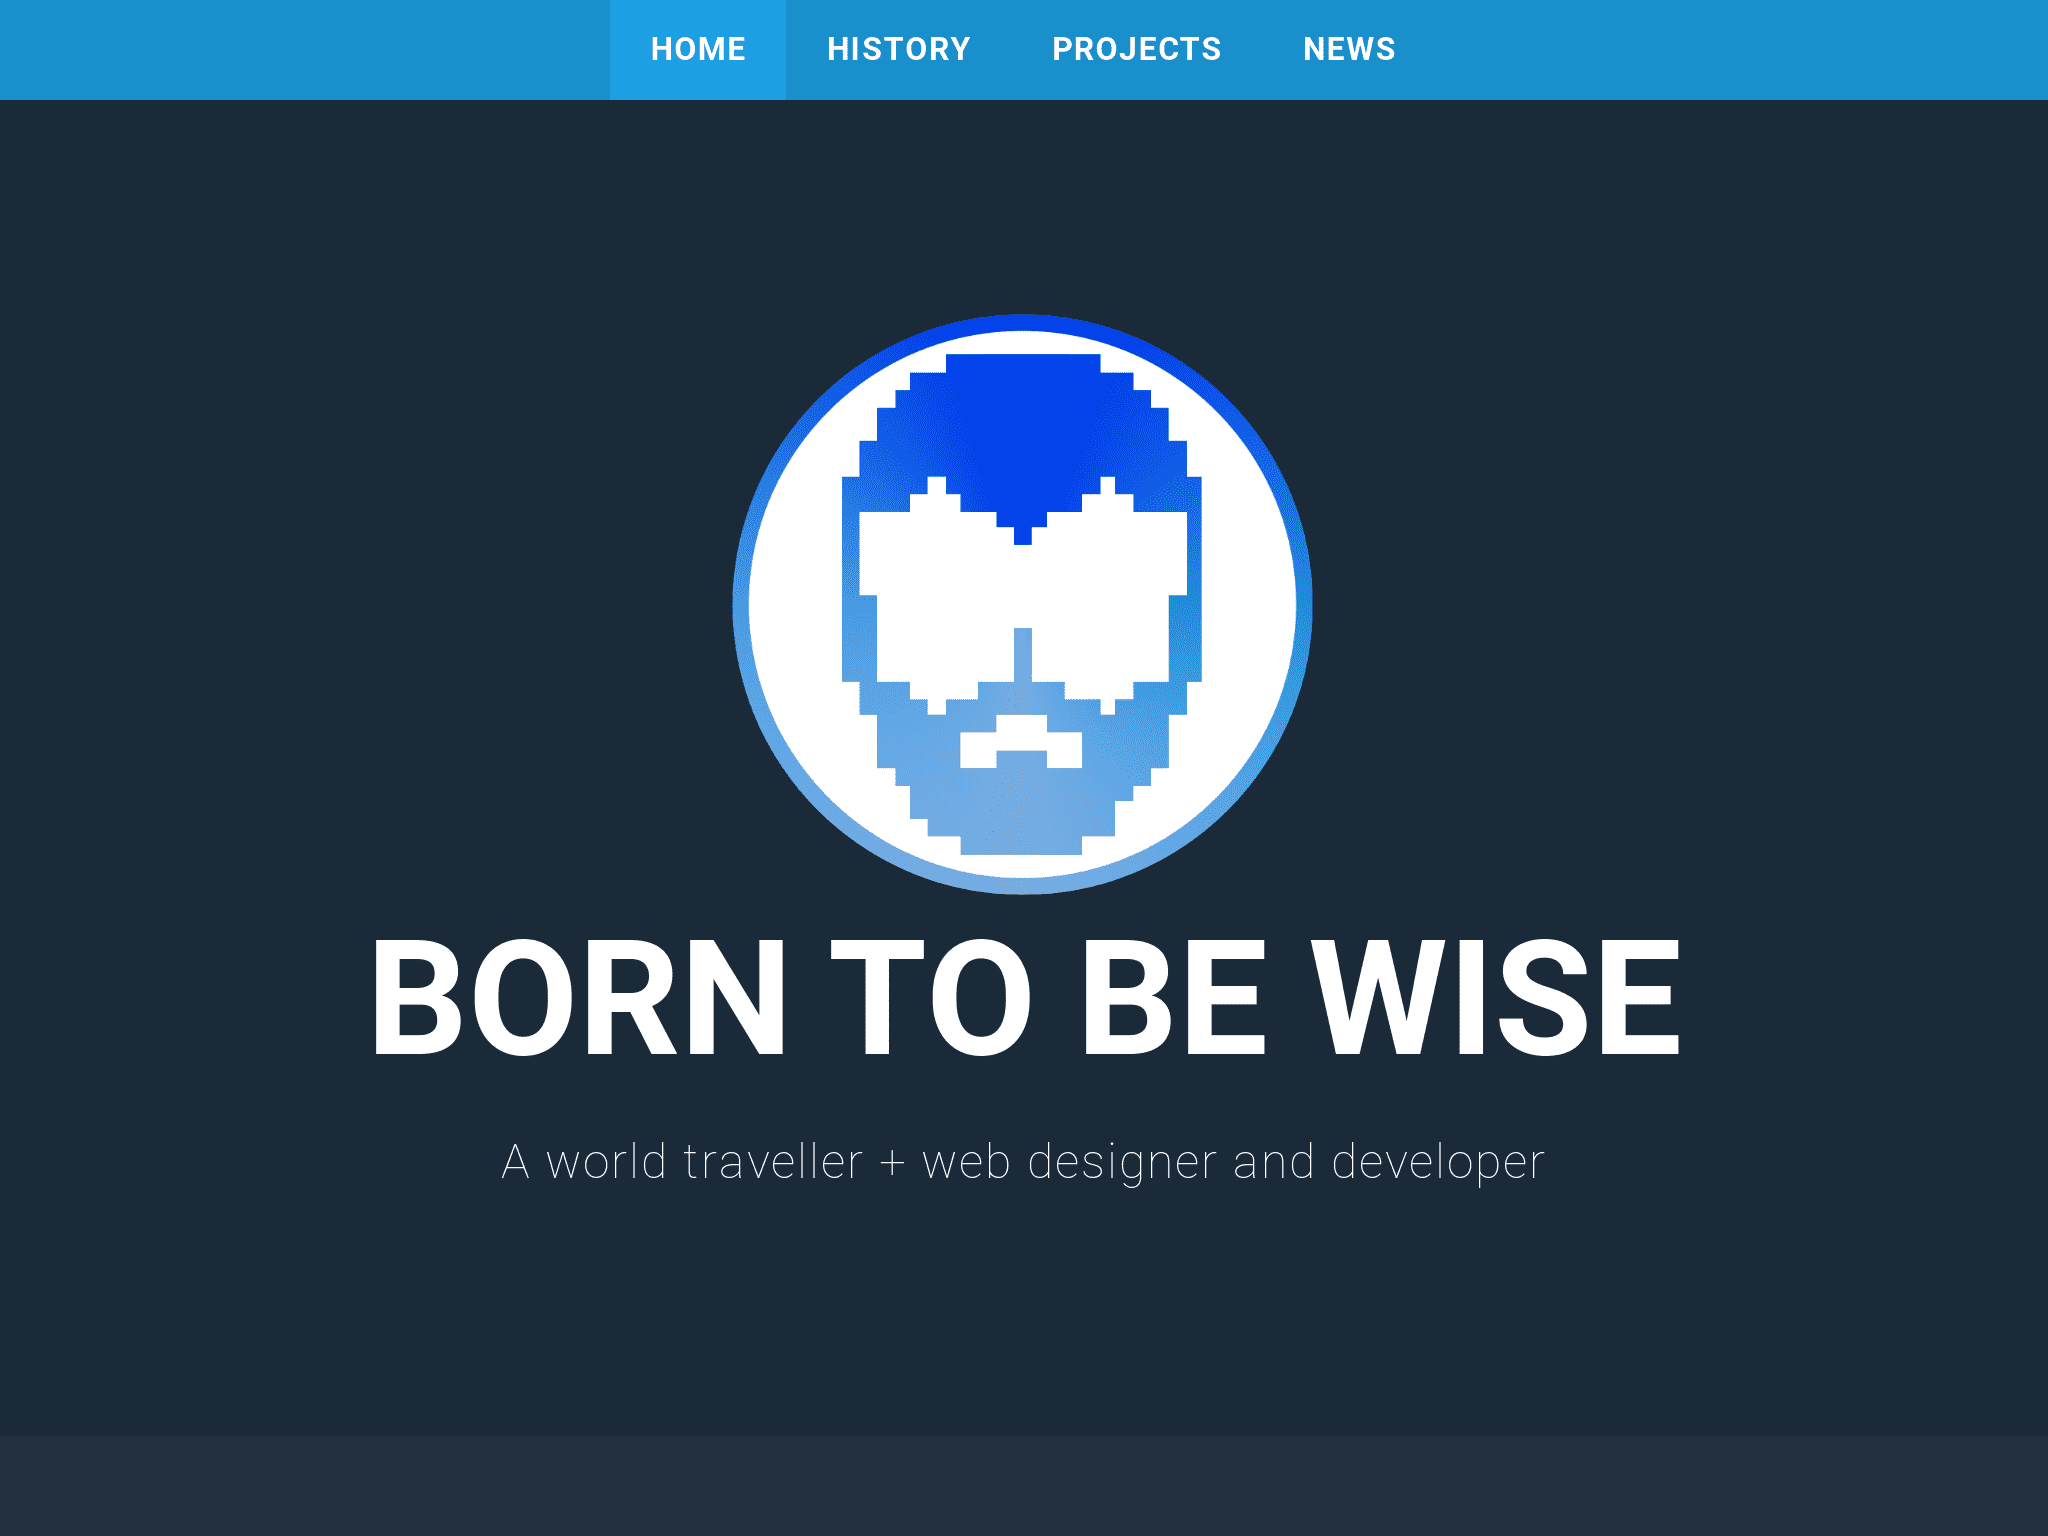 HOME HISTORY PROJECTS NEWS
BORN TO BE WISE
A world traveller + web designer and developer